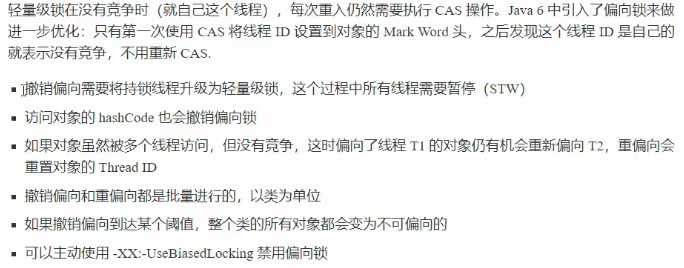 轻量级锁在没有竞争时（就自己这个线程），每次重入仍然需要执行 CAS 操作。Java 6 中引入了偏向锁来做
进一步优化：只有第一次使用 CAS 将线程 ID 设置到对象的 Mark Word 头，之后发现这个线程 ID 是自己的
就表示没有竞争，不用重新 CAS.
▪ 撤销偏向需要将持锁线程升级为轻量级锁，这个过程中所有线程需要暂停（STW）
▪ 访问对象的 hashCode 也会撤销偏向锁
▪ 如果对象虽然被多个线程访问，但没有竞争，这时偏向了线程 T1 的对象仍有机会重新偏向 T2，重偏向会
重置对象的 Thread ID
▪ 撤销偏向和重偏向都是批量进行的，以类为单位
▪ 如果撤销偏向到达某个阈值，整个类的所有对象都会变为不可偏向的
▪ 可以主动使用 -XX:-UseBiasedLocking 禁用偏向锁